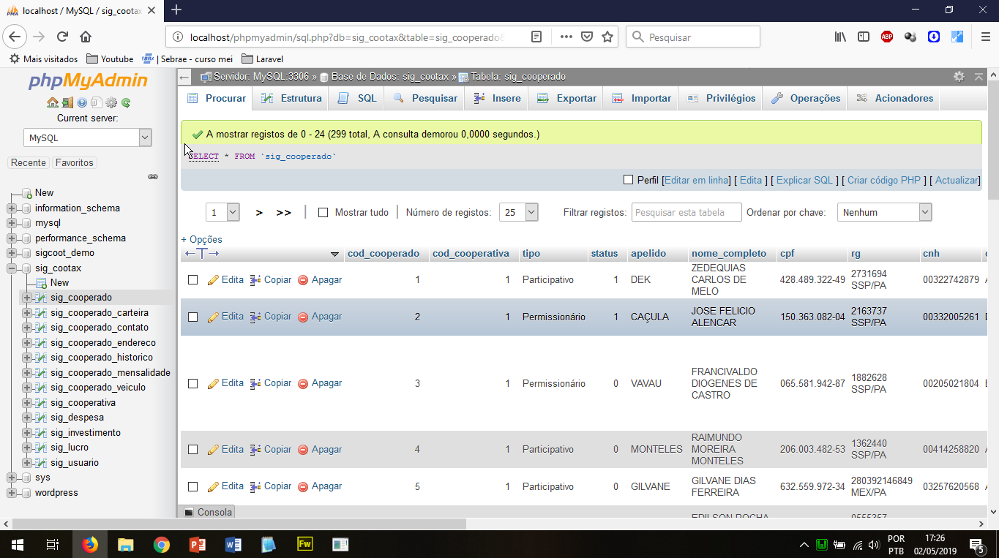 localhost / MySQL / sig_cootax
localhost/phpmyadmin/sql.php?db=sig_cootax&table=sig_cooperado
Pesquisar
Mais visitados Youtube | Sebrae - curso mei Laravel
phpMyAdmin
Current server:
MySQL
Recente Favoritos
New
information_schema
mysql
performance_schema
sigcoot_demo
sig_cootax
New
sig_cooperado
sig_cooperado_carteira
sig_cooperado_contato
sig_cooperado_endereco
sig_cooperado_historico
sig_cooperado_mensalidade
sig_cooperado_veiculo
sig_cooperativa
sig_despesa
sig_investimento
sig_lucro
sig_usuario
sys
wordpress
Servidor: MySQL:3306 » Base de Dados: sig_cootax » Tabela: sig_cooperado
Procurar Estrutura SQL Pesquisar Insere Exportar Importar Privilégios Operações Acionadores
A mostrar registos de 0 - 24 (299 total, A consulta demorou 0,0000 segundos.)
SELECT * FROM `sig_cooperado`
Perfil [Editar em linha] [ Edita ] [ Explicar SQL ] [ Criar código PHP ] [ Actualizar]
1 > >> | Mostrar tudo | Número de registos: 25 Filtrar registos: Pesquisar esta tabela Ordenar por chave: Nenhum
+ Opções
←T→ cod_cooperado cod_cooperativa tipo status apelido nome_completo cpf rg cnh
Edita Copiar Apagar 1 1 Participativo 1 DEK ZEDEQUIAS CARLOS DE MELO 428.489.322-49 2731694 SSP/PA 00322742879
Edita Copiar Apagar 2 1 Permissionário 1 CAÇULA JOSE FELICIO ALENCAR 150.363.082-04 2163737 SSP/PA 00332005261
Edita Copiar Apagar 3 1 Permissionário 0 VAVAU FRANCIVALDO DIOGENES DE CASTRO 065.581.942-87 1882628 SSP/PA 00205021804
Edita Copiar Apagar 4 1 Participativo 0 MONTELES RAIMUNDO MOREIRA MONTELES 206.003.482-53 1362440 SSP/PA 00414258820
Edita Copiar Apagar 5 1 Participativo 0 GILVANE GILVANE DIAS FERREIRA 632.559.972-34 280392146849 MEX/PA 03257620568
EDILSON ROCHA 0555357
Consola
POR
PTB
17:26
02/05/2019
5